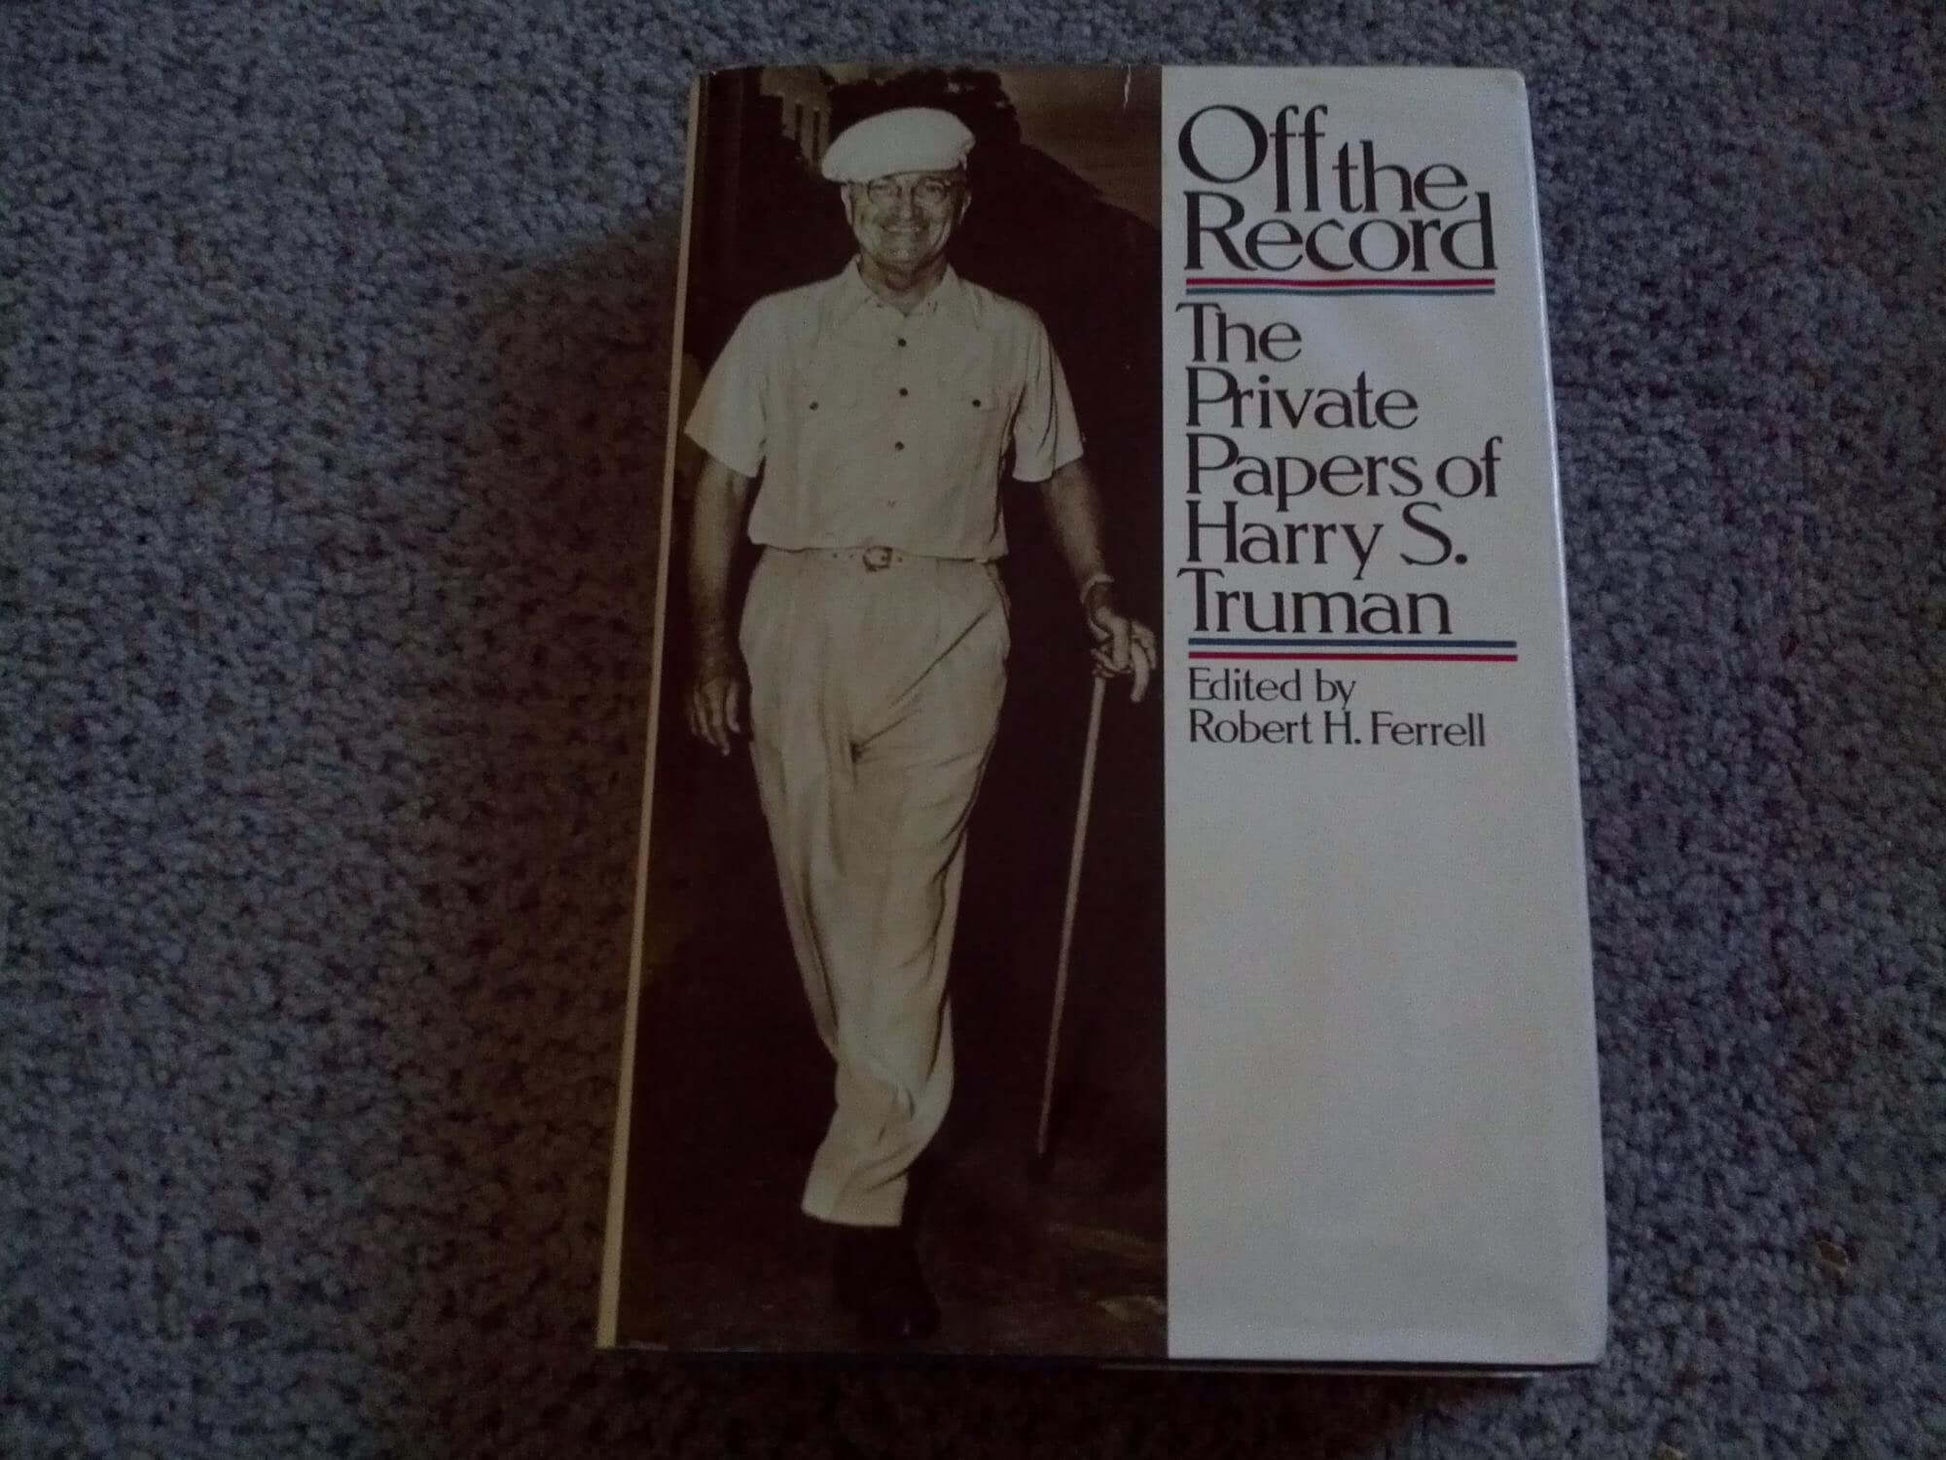 Off the
Record
The
Private
Papers of
Harry S.
Truman
Edited by
Robert H. Ferrell